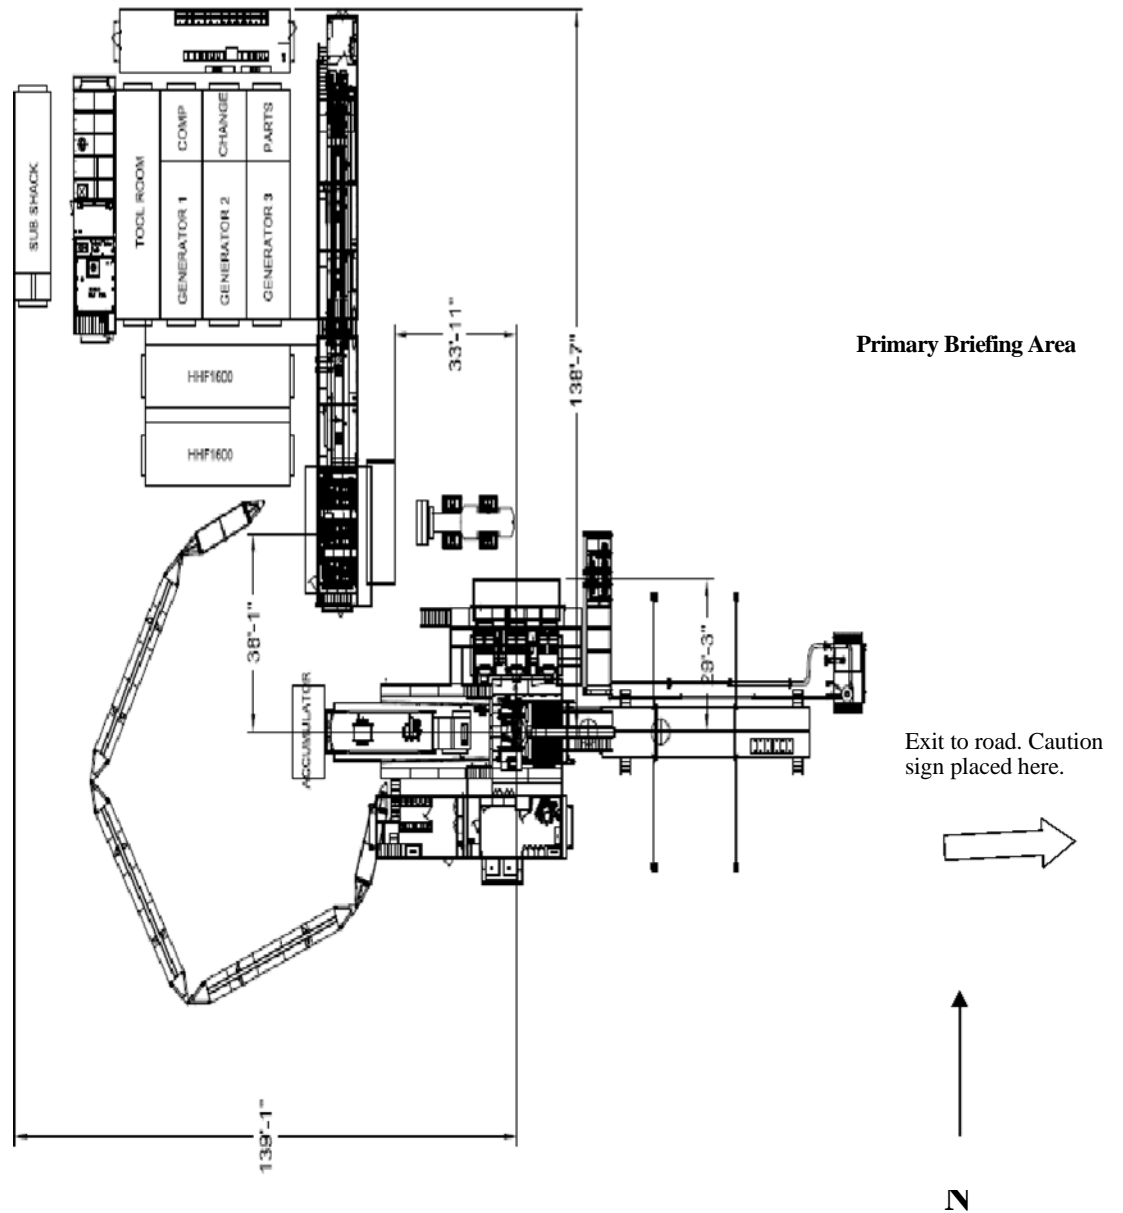 SUB SHACK
TOOL ROOM
COMP
CHANGE
PARTS
GENERATOR 1
GENERATOR 2
GENERATOR 3
HHF1600
HHF1600
33'-11"
138'-7"
Primary Briefing Area
38'-1"
29'-3"
ACCUMULATOR
Exit to road. Caution
sign placed here.
139'-1"
N